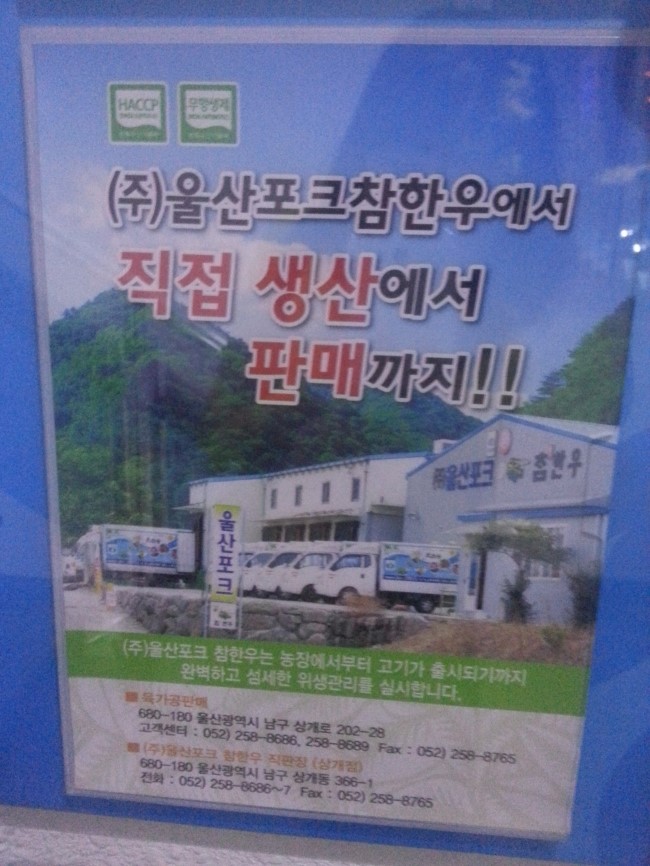 HACCP
무항생제
(주)울산포크참한우에서
직접 생산에서
판매까지!!
(주)울산포크 참한우
울산포크
(주)울산포크 참한우는 농장에서부터 고기가 출시되기까지
완벽하고 섬세한 위생관리를 실시합니다.
■ 육가공판매
680-180 울산광역시 남구 상개로 202-28
고객센터 : 052) 258-8686, 258-8689 Fax : 052) 258-8765
■ (주)울산포크 참한우 직판장 (상개점)
680-180 울산광역시 남구 상개동 366-1
전화 : 052) 258-8686~7 Fax : 052) 258-8765